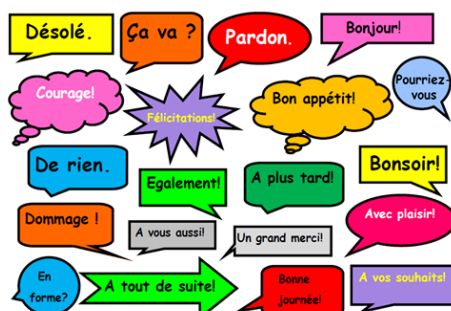 Désolé.
Ça va ?
Pardon.
Bonjour!
Courage!
Félicitations!
Bon appétit!
Pourriez-
vous
De rien.
Egalement!
A plus tard!
Bonsoir!
Dommage !
A vous aussi!
Un grand merci!
Avec plaisir!
En
forme?
A tout de suite!
Bonne
journée!
A vos souhaits!